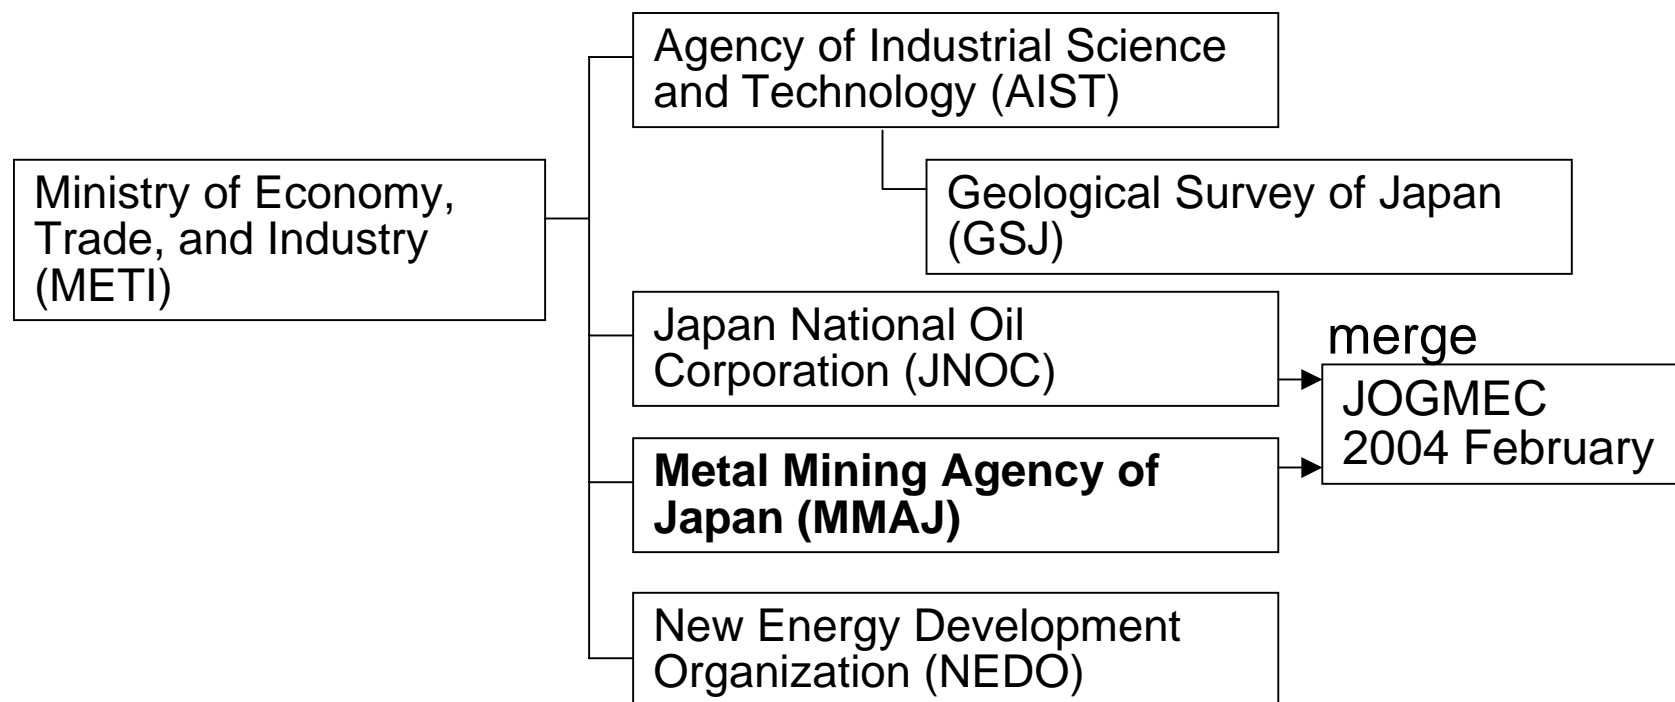 Agency of Industrial Science
and Technology (AIST)
Ministry of Economy,
Trade, and Industry
(METI)
Geological Survey of Japan
(GSJ)
Japan National Oil
Corporation (JNOC)
merge
JOGMEC
2004 February
Metal Mining Agency of
Japan (MMAJ)
New Energy Development
Organization (NEDO)